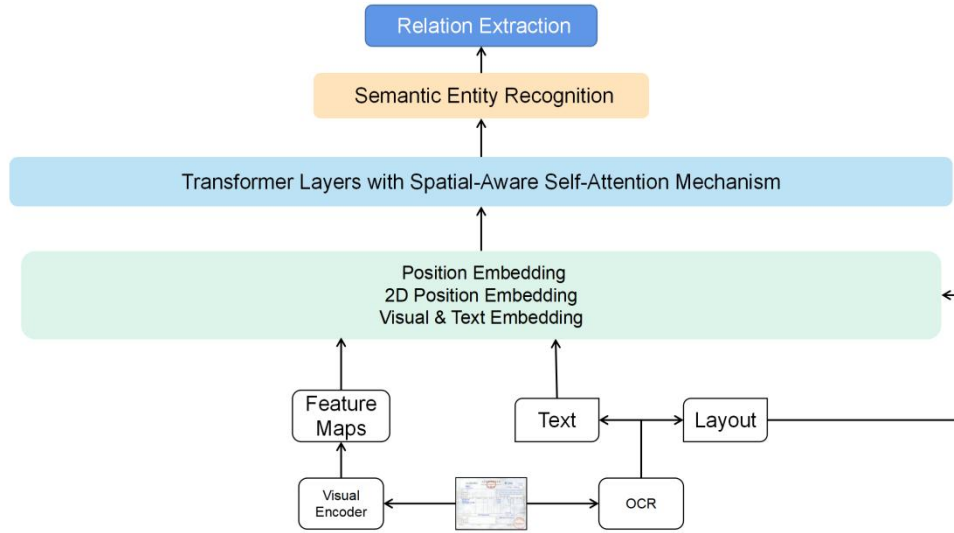 Relation Extraction
Semantic Entity Recognition
Transformer Layers with Spatial-Aware Self-Attention Mechanism
Position Embedding
2D Position Embedding
Visual & Text Embedding
Feature
Maps
Text
Layout
Visual
Encoder
OCR